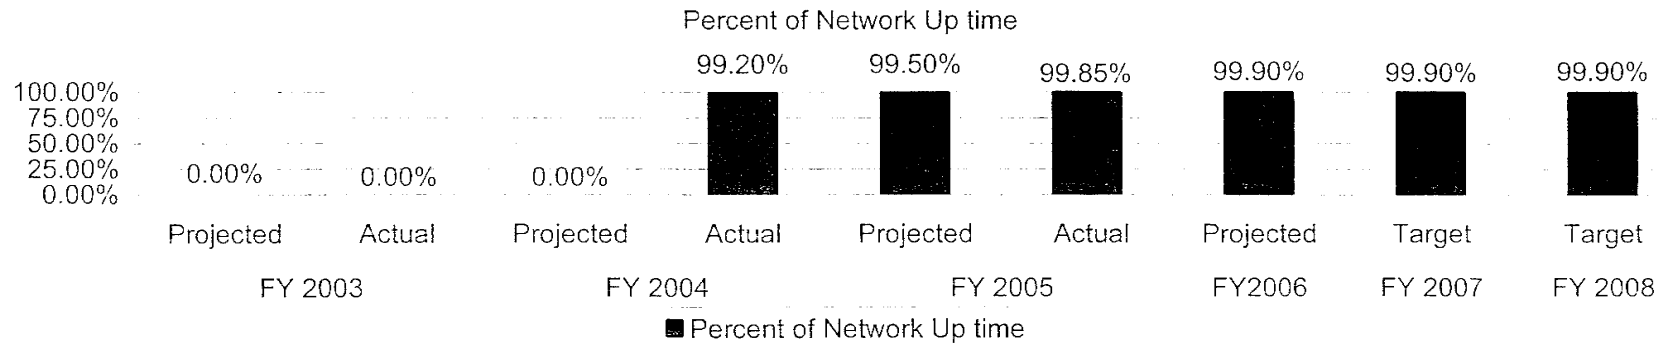 Percent of Network Up time
99.20% 99.50% 99.85% 99.90% 99.90% 99.90%
100.00%
75.00%
50.00%
25.00%
0.00%
0.00% 0.00% 0.00%
Projected Actual Projected Actual Projected Actual Projected Target Target
FY 2003 FY 2004 FY 2005 FY2006 FY 2007 FY 2008
Percent of Network Up time